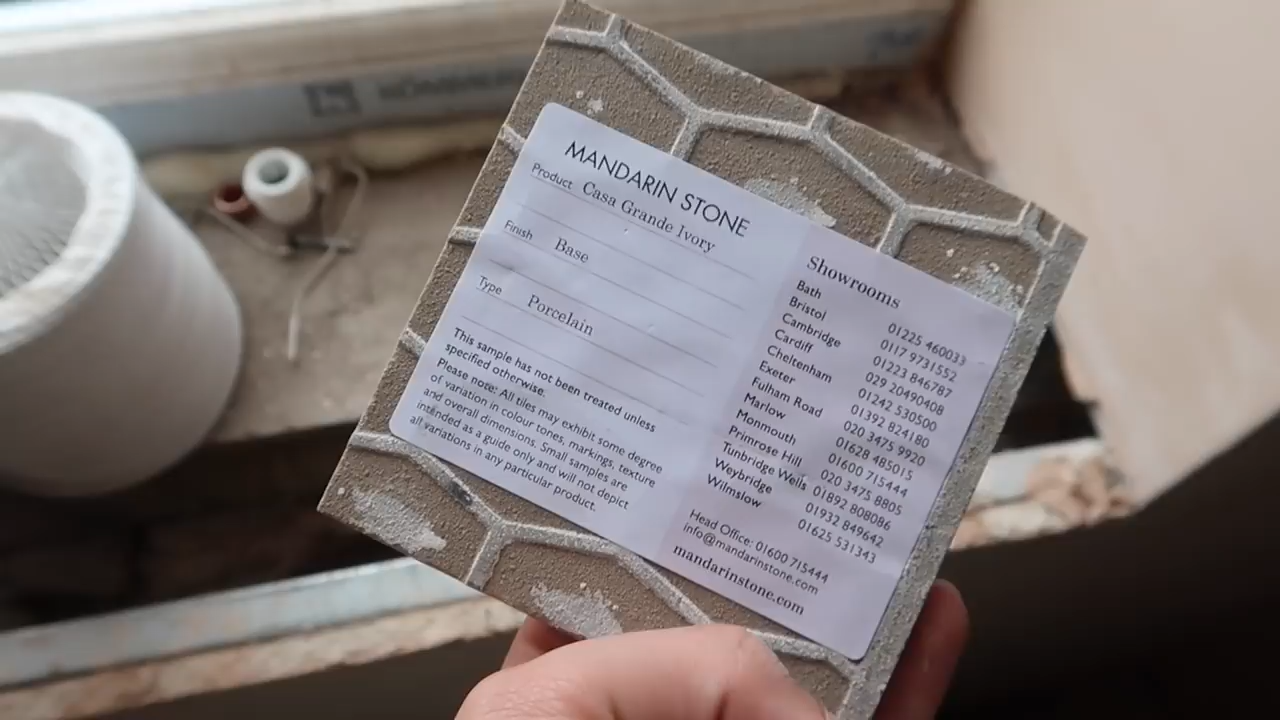 MANDARIN STONE
Product Casa Grande Ivory
Finish Base
Type Porcelain
This sample has not been treated unless
specified otherwise.
Please note: All tiles may exhibit some degree
of variation in colour tones, markings, texture
and overall dimensions. Small samples are
intended as a guide only and will not depict
all variations in any particular product.
Showrooms
Bath 01225 460033
Bristol 0117 9731552
Cambridge 01223 846787
Cardiff 029 20490408
Cheltenham 01242 530500
Exeter 01392 824180
Fulham Road 020 3475 9920
Marlow 01628 485015
Monmouth 01600 715444
Primrose Hill 020 3475 8805
Tunbridge Wells 01892 808086
Weybridge 01932 849642
Wilmslow 01625 531343
Head Office: 01600 715444
info@mandarinstone.com
mandarinstone.com